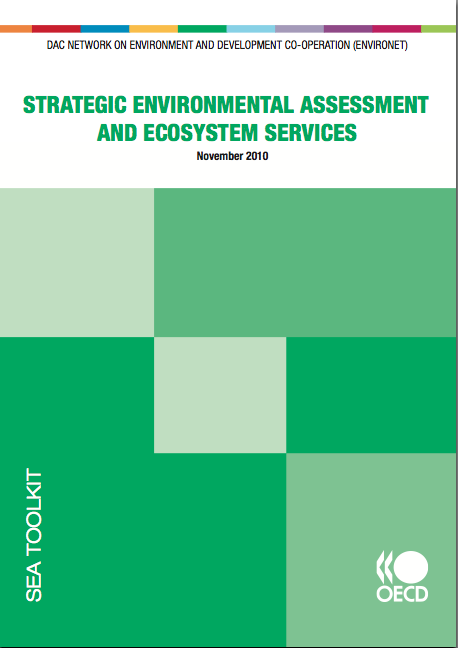 DAC NETWORK ON ENVIRONMENT AND DEVELOPMENT CO-OPERATION (ENVIRONET)
STRATEGIC ENVIRONMENTAL ASSESSMENT
AND ECOSYSTEM SERVICES
November 2010
SEA TOOLKIT
OECD